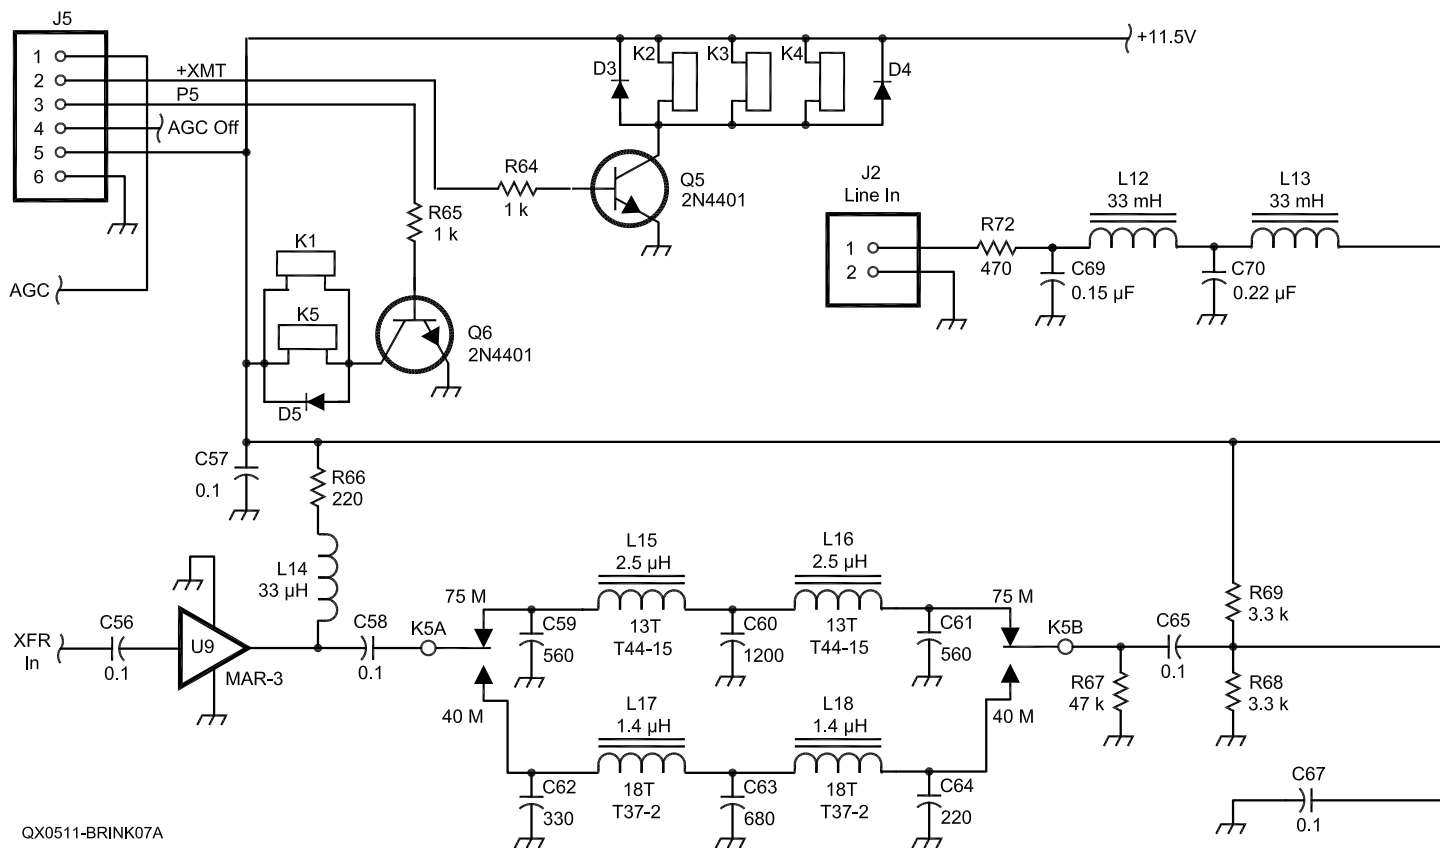 J5
1
2
3
4
5
6
+XMT
P5
AGC Off
AGC
D3
K2
K3
K4
D4
+11.5V
R64
1 k
Q5
2N4401
R65
1 k
K1
K5
D5
Q6
2N4401
J2
Line In
1
2
R72
470
C69
0.15 µF
L12
33 mH
C70
0.22 µF
L13
33 mH
C57
0.1
R66
220
L14
33 µH
XFR
In
C56
0.1
U9
MAR-3
C58
0.1
K5A
75 M
40 M
C59
560
L15
2.5 µH
13T
T44-15
C60
1200
L16
2.5 µH
13T
T44-15
C61
560
75 M
40 M
K5B
C62
330
L17
1.4 µH
18T
T37-2
C63
680
L18
1.4 µH
18T
T37-2
C64
220
R67
47 k
C65
0.1
R69
3.3 k
R68
3.3 k
C67
0.1
QX0511-BRINK07A